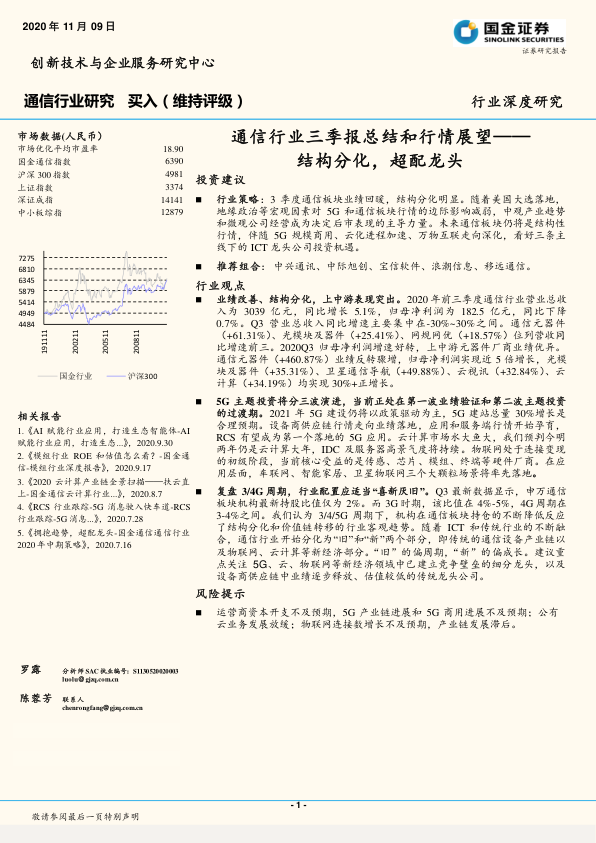 2020年11月09日
国金证券
SINOLINK SECURITIES
证券研究报告
创新技术与企业服务研究中心
通信行业研究 买入（维持评级）
行业深度研究
市场数据(人民币）
市场优化平均市盈率 18.90
国金通信指数 6390
沪深300指数 4981
上证指数 3374
深证成指 14141
中小板综指 12879
7275
6810
6345
5879
5414
4949
4484
191111
200211
200511
200811
国金行业 沪深300
相关报告
1.《AI赋能行业应用，打造生态智能体-AI
赋能行业应用，打造生态...》，2020.9.30
2.《模组行业 ROE 和估值怎么看？-国金通
信-模组行业深度报告》，2020.9.17
3.《2020云计算产业链全景扫描——扶云直
上-国金通信云计算行业...》，2020.8.7
4.《RCS 行业跟踪-5G 消息驶入快车道-RCS
行业跟踪-5G消息...》，2020.7.28
5.《拥抱趋势，超配龙头-国金通信通信行业
2020年中期策略》，2020.7.16
罗露 分析师 SAC 执业编号：S1130520020003
luolu@gjzq.com.cn
陈蓉芳 联系人
chenrongfang@gjzq.com.cn
通信行业三季报总结和行情展望——
结构分化，超配龙头
投资建议
■ 行业策略：3 季度通信板块业绩回暖，结构分化明显。随着美国大选落地，
地缘政治等宏观因素对 5G 和通信板块行情的边际影响减弱，中观产业趋势
和微观公司经营成为决定后市表现的主导力量。未来通信板块仍将是结构性
行情，伴随 5G 规模商用、云化进程加速、万物互联走向深化，看好三条主
线下的 ICT 龙头公司投资机遇。
■ 推荐组合：中兴通讯、中际旭创、宝信软件、浪潮信息、移远通信。
行业观点
■ 业绩改善、结构分化，上中游表现突出。2020 年前三季度通信行业营业总收
入为 3039 亿元，同比增长 5.1%，归母净利润为 182.5 亿元，同比下降
0.7%。Q3 营业总收入同比增速主要集中在-30%~30%之间。通信元器件
（+61.31%）、光模块及器件（+25.41%）、网规网优（+18.57%）位列营收同
比增速前三。2020Q3 归母净利润增速好转，上中游元器件厂商业绩优异。
通信元器件（+460.87%）业绩反转骤增，归母净利润实现近 5 倍增长，光模
块及器件（+35.31%）、卫星通信导航（+49.88%）、云视讯（+32.84%）、云
计算（+34.19%）均实现 30%+正增长。
■ 5G 主题投资将分三波演进，当前正处在第一波业绩验证和第二波主题投资
的过渡期。2021 年 5G 建设仍将以政策驱动为主，5G 建站总量 30%增长是
合理预期。设备商供应链行情走向业绩落地，应用和服务端行情开始孕育，
RCS 有望成为第一个落地的 5G 应用。云计算市场水大鱼大，我们预判今明
两年仍是云计算大年，IDC 及服务器高景气度将持续。物联网处于连接变现
的初级阶段，当前核心受益的是传感、芯片、模组、终端等硬件厂商。在应
用层面，车联网、智能家居、卫星物联网三个大颗粒场景将率先落地。
■ 复盘 3/4G 周期，行业配置应适当“喜新厌旧”。Q3 最新数据显示，申万通信
板块机构最新持股比值仅为 2%。而 3G 时期，该比值在 4%-5%，4G 周期在
3-4%之间。我们认为 3/4/5G 周期下，机构在通信板块持仓的不断降低反应
了结构分化和价值链转移的行业客观趋势。随着 ICT 和传统行业的不断融
合，通信行业开始分化为“旧”和“新”两个部分，即传统的通信设备产业链以
及物联网、云计算等新经济部分。“旧”的偏周期，“新”的偏成长。建议重
点关注 5G、云、物联网等新经济领域中已建立竞争壁垒的细分龙头，以及
设备商供应链中业绩逐步释放、估值较低的传统龙头公司。
风险提示
■ 运营商资本开支不及预期，5G 产业链进展和 5G 商用进展不及预期；公有
云业务发展放缓；物联网连接数增长不及预期，产业链发展滞后。
- 1 -
敬请参阅最后一页特别声明